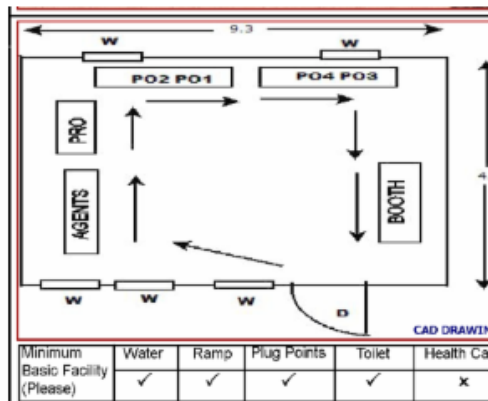 9.3
W
W
PO2 PO1
PO4 PO3
PRO
AGENTS
BOOTH
4
W
W
W
D
CAD DRAWIN
Minimum Basic Facility (Please)
Water
Ramp
Plug Points
Toilet
Health Ca
✓
✓
✓
✓
x